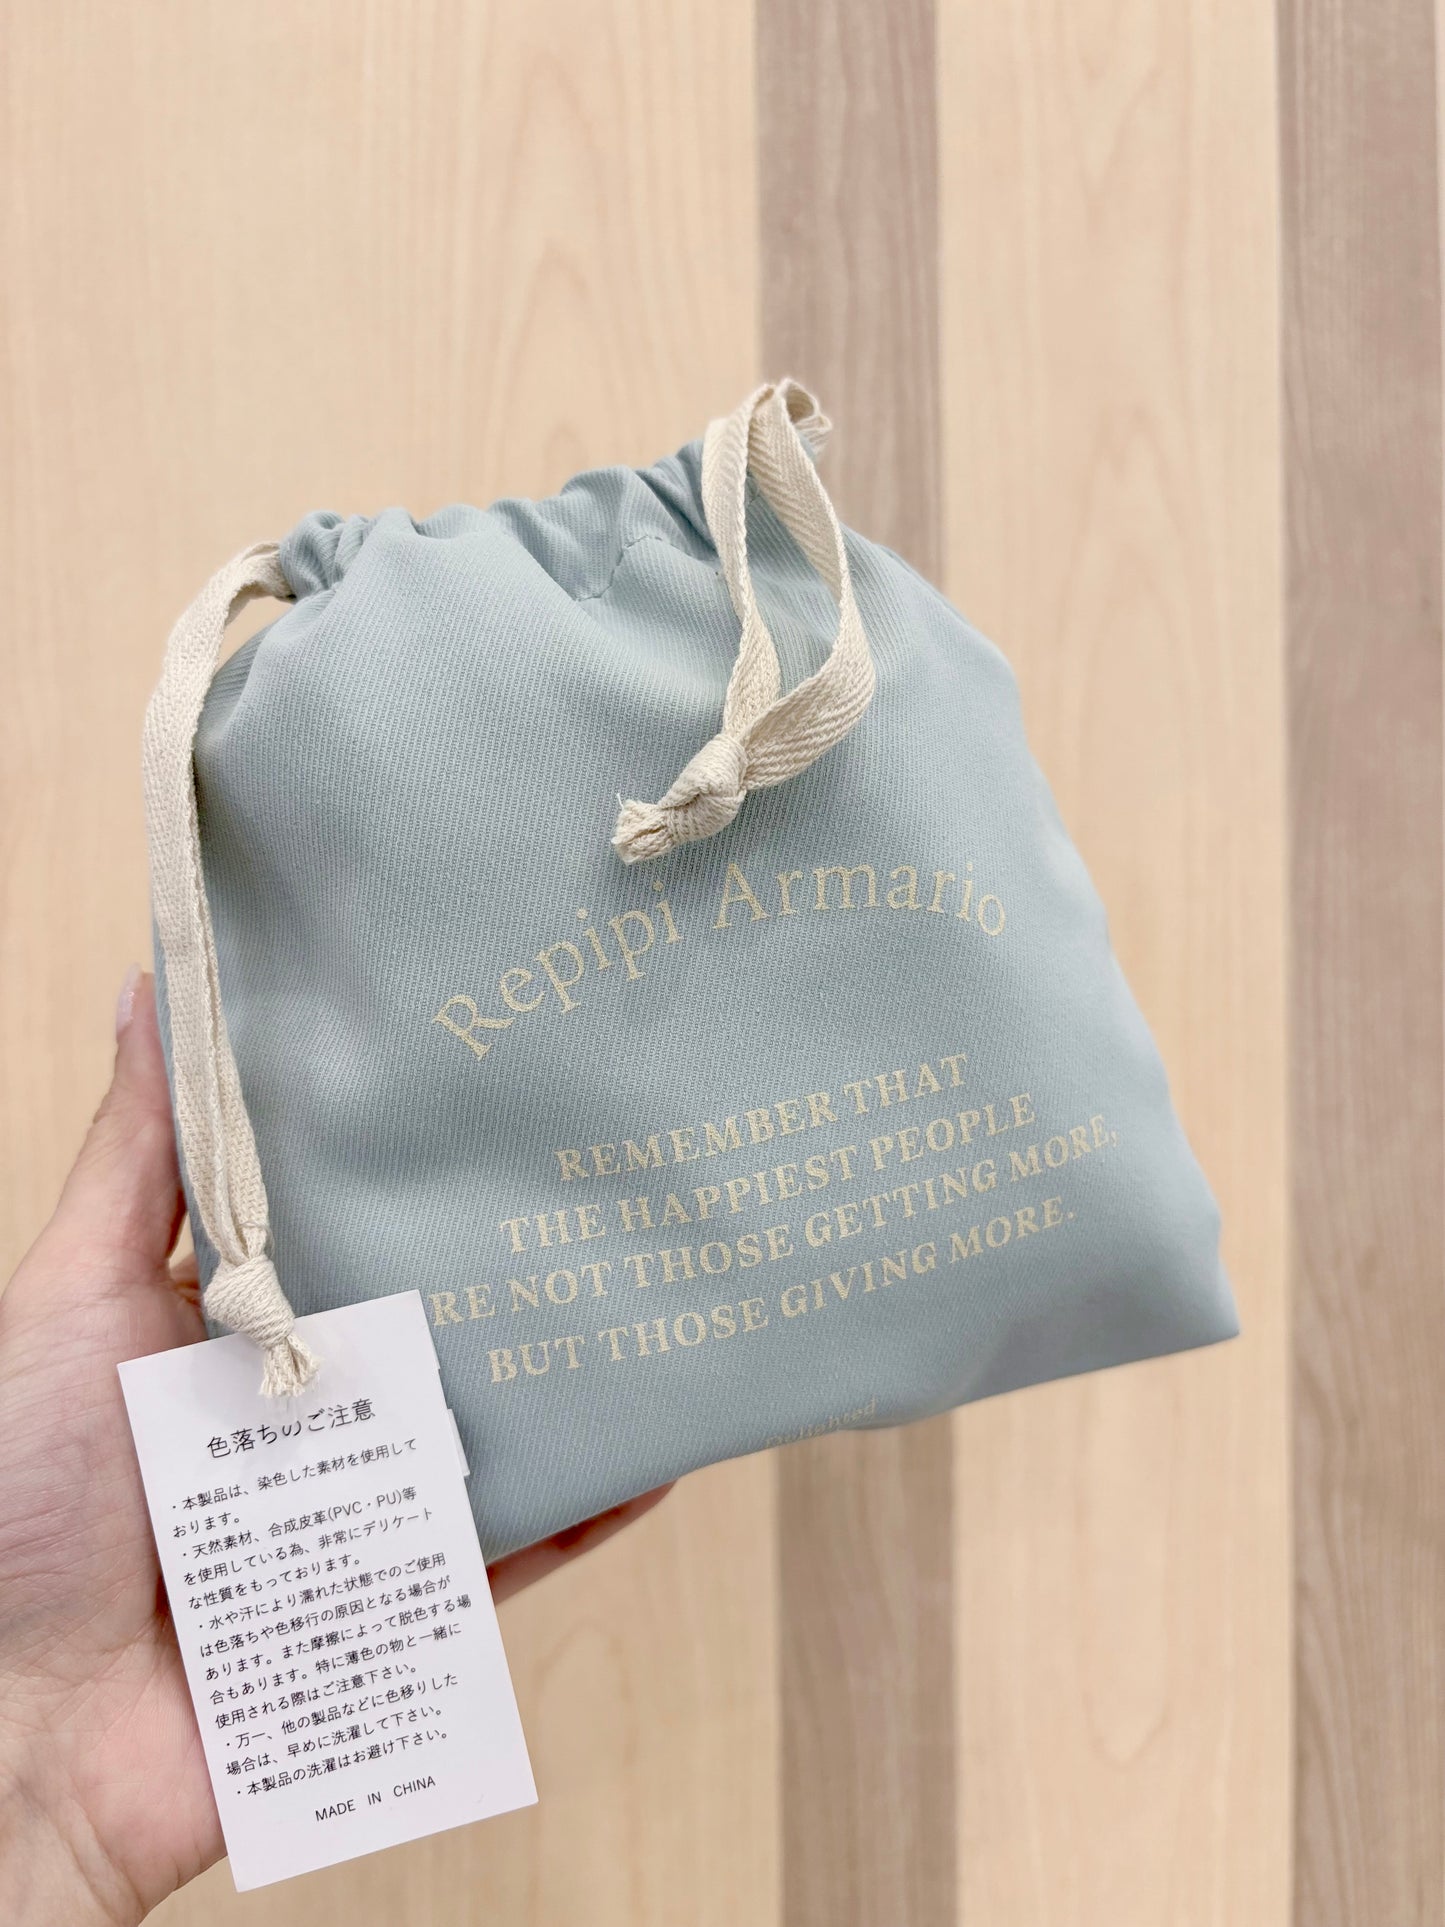 Repipi Armario
REMEMBER THAT
THE HAPPIEST PEOPLE
RE NOT THOSE GETTING MORE,
BUT THOSE GIVING MORE.
Delighted
色落ちのご注意
・本製品は、染色した素材を使用して
おります。
・天然素材、合成皮革(PVC・PU)等
を使用している為、非常にデリケート
な性質をもっております。
・水や汗により濡れた状態でのご使用
は色落ちや色移行の原因となる場合が
あります。また摩擦によって脱色する場
合もあります。特に薄色の物と一緒に
使用される際はご注意下さい。
・万一、他の製品などに色移りした
場合は、早めに洗濯して下さい。
・本製品の洗濯はお避け下さい。
MADE IN CHINA